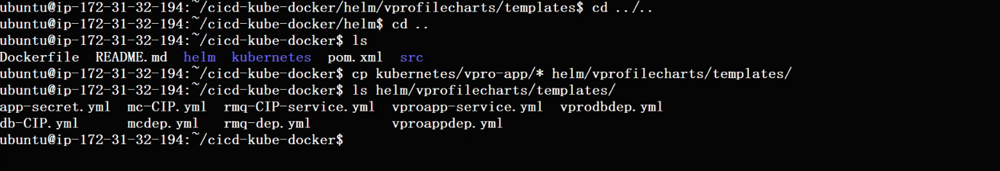 ubuntu@ip-172-31-32-194:~/cicd-kube-docker/helm/vprofilecharts/templates$ cd ../..
ubuntu@ip-172-31-32-194:~/cicd-kube-docker/helm$ cd ..
ubuntu@ip-172-31-32-194:~/cicd-kube-docker$ ls
Dockerfile  README.md  helm  kubernetes  pom.xml  src
ubuntu@ip-172-31-32-194:~/cicd-kube-docker$ cp kubernetes/vpro-app/* helm/vprofilecharts/templates/
ubuntu@ip-172-31-32-194:~/cicd-kube-docker$ ls helm/vprofilecharts/templates/
app-secret.yml  mc-CIP.yml  rmq-CIP-service.yml  vproapp-service.yml  vprodbdep.yml
db-CIP.yml      mcdep.yml   rmq-dep.yml          vproappdep.yml
ubuntu@ip-172-31-32-194:~/cicd-kube-docker$